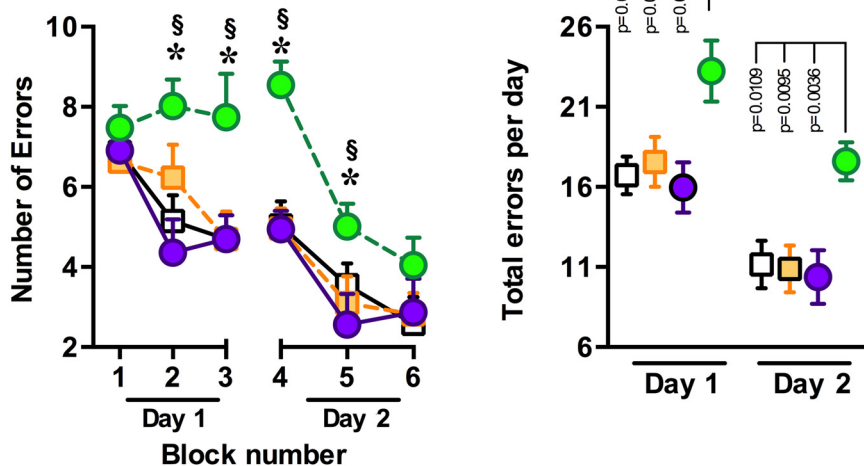 Number of Errors
10
8
6
4
2
§
*
§
*
§
*
§
*
1 2 3 4 5 6
Day 1 Day 2
Block number
Total errors per day
26
21
16
11
6
p=0.0109
p=0.0095
p=0.0036
Day 1 Day 2